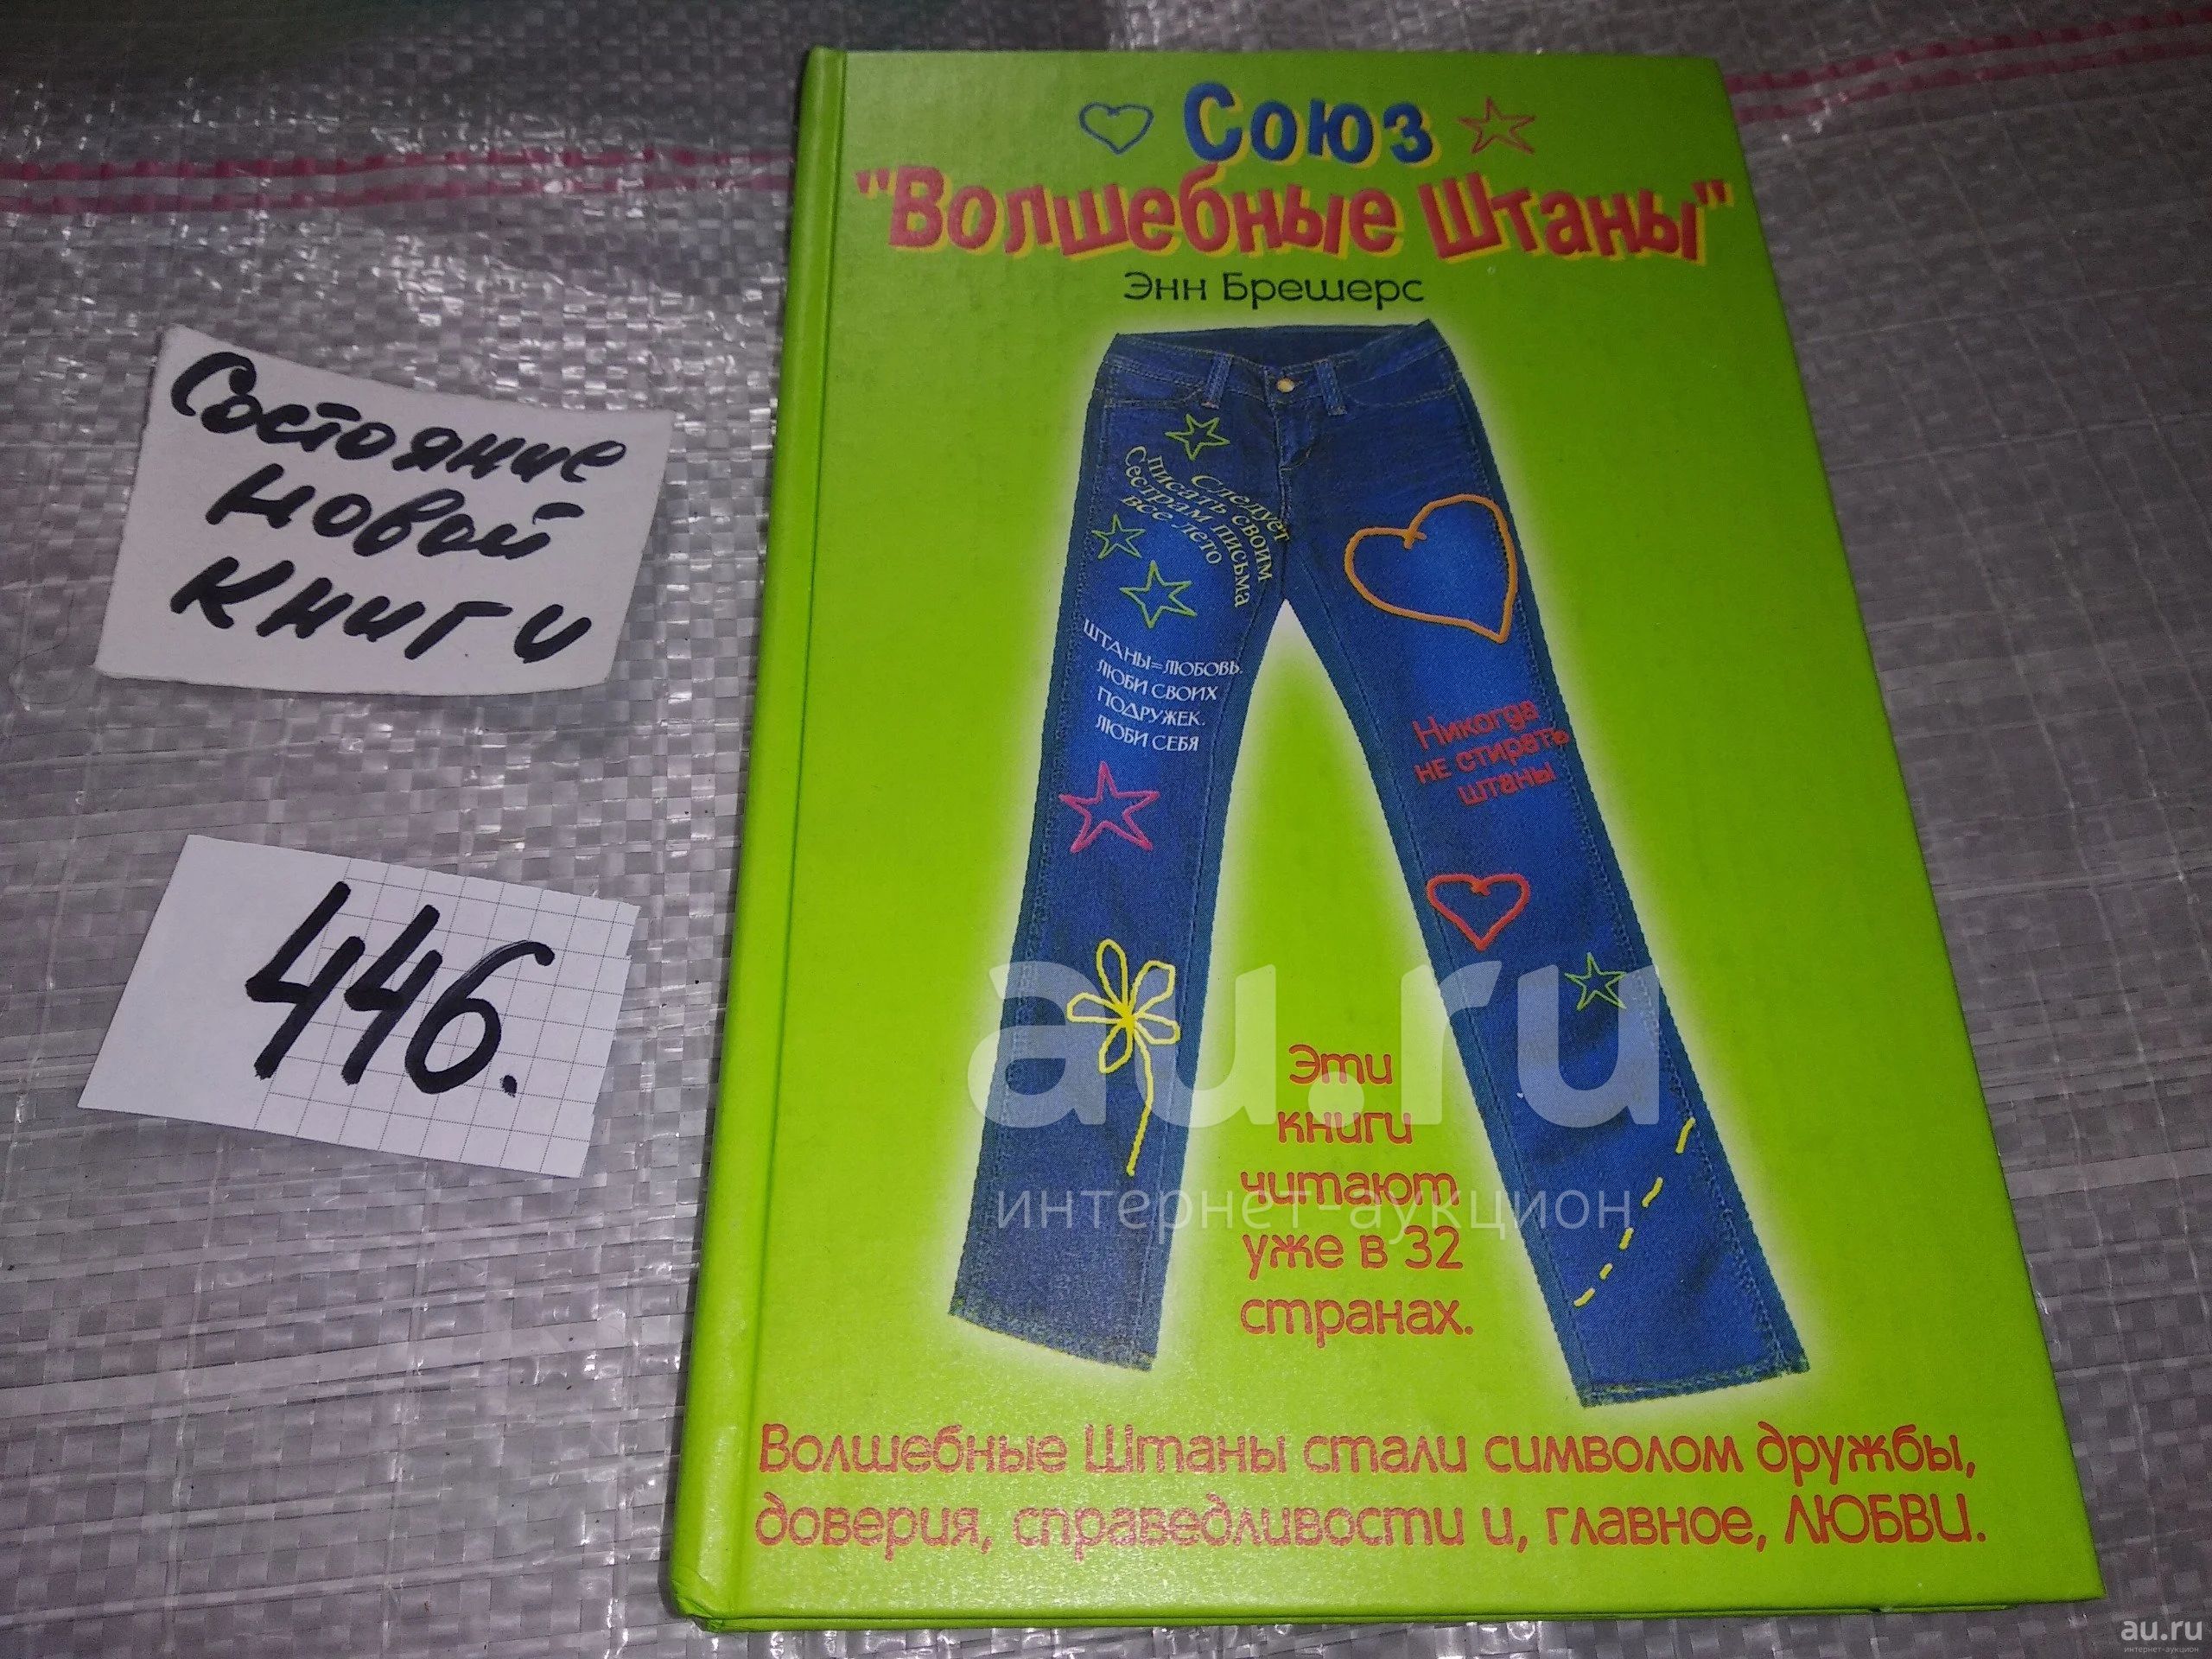 Союз
"Волшебные Штаны"
Энн Брешерс
Состояние
новой
книги
446.
Следует
писать своим
Сестрам письма
все лето
ШТАНЫ=ЛЮБОВЬ.
ЛЮБИ СВОИХ
ПОДРУЖЕК.
ЛЮБИ СЕБЯ
Никогда
не стирать
штаны
Эти
книги
читают
уже в 32
странах.
au.ru
интернет-аукцион
Волшебные Штаны стали символом дружбы,
доверия, справедливости и, главное, ЛЮБВИ.
au.ru
интернет-аукцион